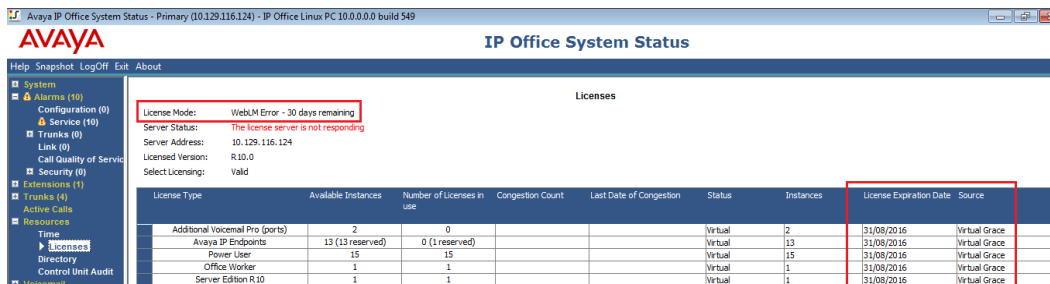 Avaya IP Office System Status - Primary (10.129.116.124) - IP Office Linux PC 10.0.0.0.0 build 549
AVAYA
IP Office System Status
Help Snapshot LogOff Exit About
System
Alarms (10)
Configuration (0)
Service (10)
Trunks (0)
Link (0)
Call Quality of Servic
Security (0)
Extensions (1)
Trunks (4)
Active Calls
Resources
Time
Licenses
Directory
Control Unit Audit
Voicemail
Licenses
License Mode: WebLM Error - 30 days remaining
Server Status: The license server is not responding
Server Address: 10.129.116.124
Licensed Version: R10.0
Select Licensing: Valid
License Type Available Instances Number of Licenses in use Congestion Count Last Date of Congestion Status Instances License Expiration Date Source
Additional Voicemail Pro (ports) 2 0 Virtual 2 31/08/2016 Virtual Grace
Avaya IP Endpoints 13 (13 reserved) 0 (1 reserved) Virtual 13 31/08/2016 Virtual Grace
Power User 15 15 Virtual 15 31/08/2016 Virtual Grace
Office Worker 1 1 Virtual 1 31/08/2016 Virtual Grace
Server Edition R10 1 1 Virtual 1 31/08/2016 Virtual Grace